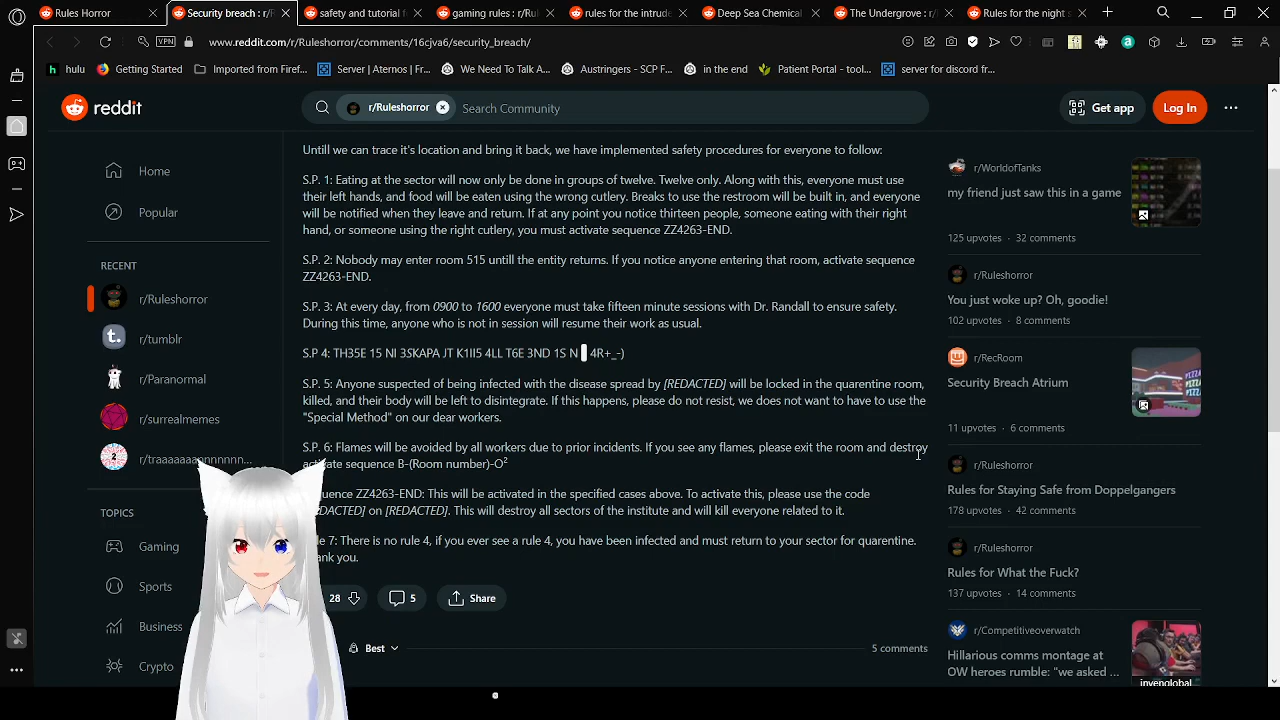 Rules Horror
Security breach : r/R
safety and tutorial f
gaming rules : r/Rul
rules for the intrude
Deep Sea Chemical
The Undergrove : r/
Rules for the night s
VPN
www.reddit.com/r/Ruleshorror/comments/16cjva6/security_breach/
hulu
Getting Started
Imported from Firef...
Server | Aternos | Fr...
We Need To Talk A...
Austringers - SCP F...
in the end
Patient Portal - tool...
server for discord fr...
reddit
r/Ruleshorror
Search Community
Get app
Log In
Home
Popular
RECENT
r/Ruleshorror
r/tumblr
r/Paranormal
r/surrealmemes
r/traaaaaaannnnnn...
TOPICS
Gaming
Sports
Business
Crypto
Untill we can trace it's location and bring it back, we have implemented safety procedures for everyone to follow:
S.P. 1: Eating at the sector will now only be done in groups of twelve. Twelve only. Along with this, everyone must use
their left hands, and food will be eaten using the wrong cutlery. Breaks to use the restroom will be built in, and everyone
will be notified when they leave and return. If at any point you notice thirteen people, someone eating with their right
hand, or someone using the right cutlery, you must activate sequence ZZ4263-END.
S.P. 2: Nobody may enter room 515 untill the entity returns. If you notice anyone entering that room, activate sequence
ZZ4263-END.
S.P. 3: At every day, from 0900 to 1600 everyone must take fifteen minute sessions with Dr. Randall to ensure safety.
During this time, anyone who is not in session will resume their work as usual.
S.P 4: TH35E 15 NI 3SKAPA JT K1II5 4LL T6E 3ND 1S N 4R+_-)
S.P. 5: Anyone suspected of being infected with the disease spread by [REDACTED] will be locked in the quarentine room,
killed, and their body will be left to disintegrate. If this happens, please do not resist, we does not want to have to use the
"Special Method" on our dear workers.
S.P. 6: Flames will be avoided by all workers due to prior incidents. If you see any flames, please exit the room and destroy
sequence B-(Room number)-O²
ZZ4263-END: This will be activated in the specified cases above. To activate this, please use the code
on [REDACTED]. This will destroy all sectors of the institute and will kill everyone related to it.
7: There is no rule 4, if you ever see a rule 4, you have been infected and must return to your sector for quarentine.
you.
28
5
Share
Best
5 comments
r/WorldofTanks
my friend just saw this in a game
125 upvotes · 32 comments
r/Ruleshorror
You just woke up? Oh, goodie!
102 upvotes · 8 comments
r/RecRoom
Security Breach Atrium
11 upvotes · 6 comments
r/Ruleshorror
Rules for Staying Safe from Doppelgangers
178 upvotes · 42 comments
r/Ruleshorror
Rules for What the Fuck?
137 upvotes · 14 comments
r/Competitiveoverwatch
Hillarious comms montage at
OW heroes rumble: "we asked ...
invenglobal